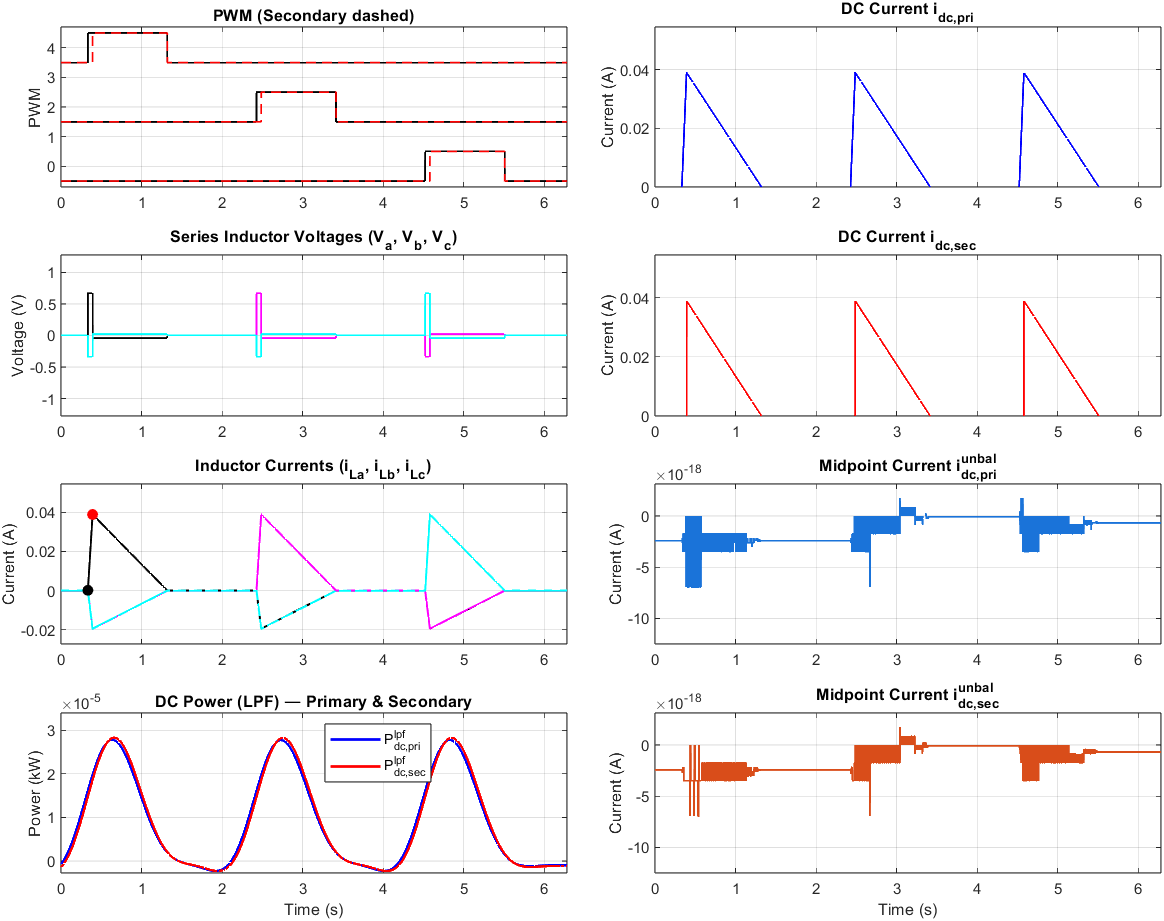 PWM (Secondary dashed)
PWM
4
3
2
1
0
0 1 2 3 4 5 6
DC Current i_dc,pri
Current (A)
0.04
0.02
0
0 1 2 3 4 5 6
Series Inductor Voltages (V_a, V_b, V_c)
Voltage (V)
1
0.5
0
-0.5
-1
0 1 2 3 4 5 6
DC Current i_dc,sec
Current (A)
0.04
0.02
0
0 1 2 3 4 5 6
Inductor Currents (i_La, i_Lb, i_Lc)
Current (A)
0.04
0.02
0
-0.02
0 1 2 3 4 5 6
Midpoint Current i^unbal_dc,pri
×10^-18
Current (A)
0
-5
-10
0 1 2 3 4 5 6
DC Power (LPF) — Primary & Secondary
×10^-5
Power (kW)
3
2
1
0
P^lpf_dc,pri
P^lpf_dc,sec
0 1 2 3 4 5 6
Time (s)
Midpoint Current i^unbal_dc,sec
×10^-18
Current (A)
0
-5
-10
0 1 2 3 4 5 6
Time (s)